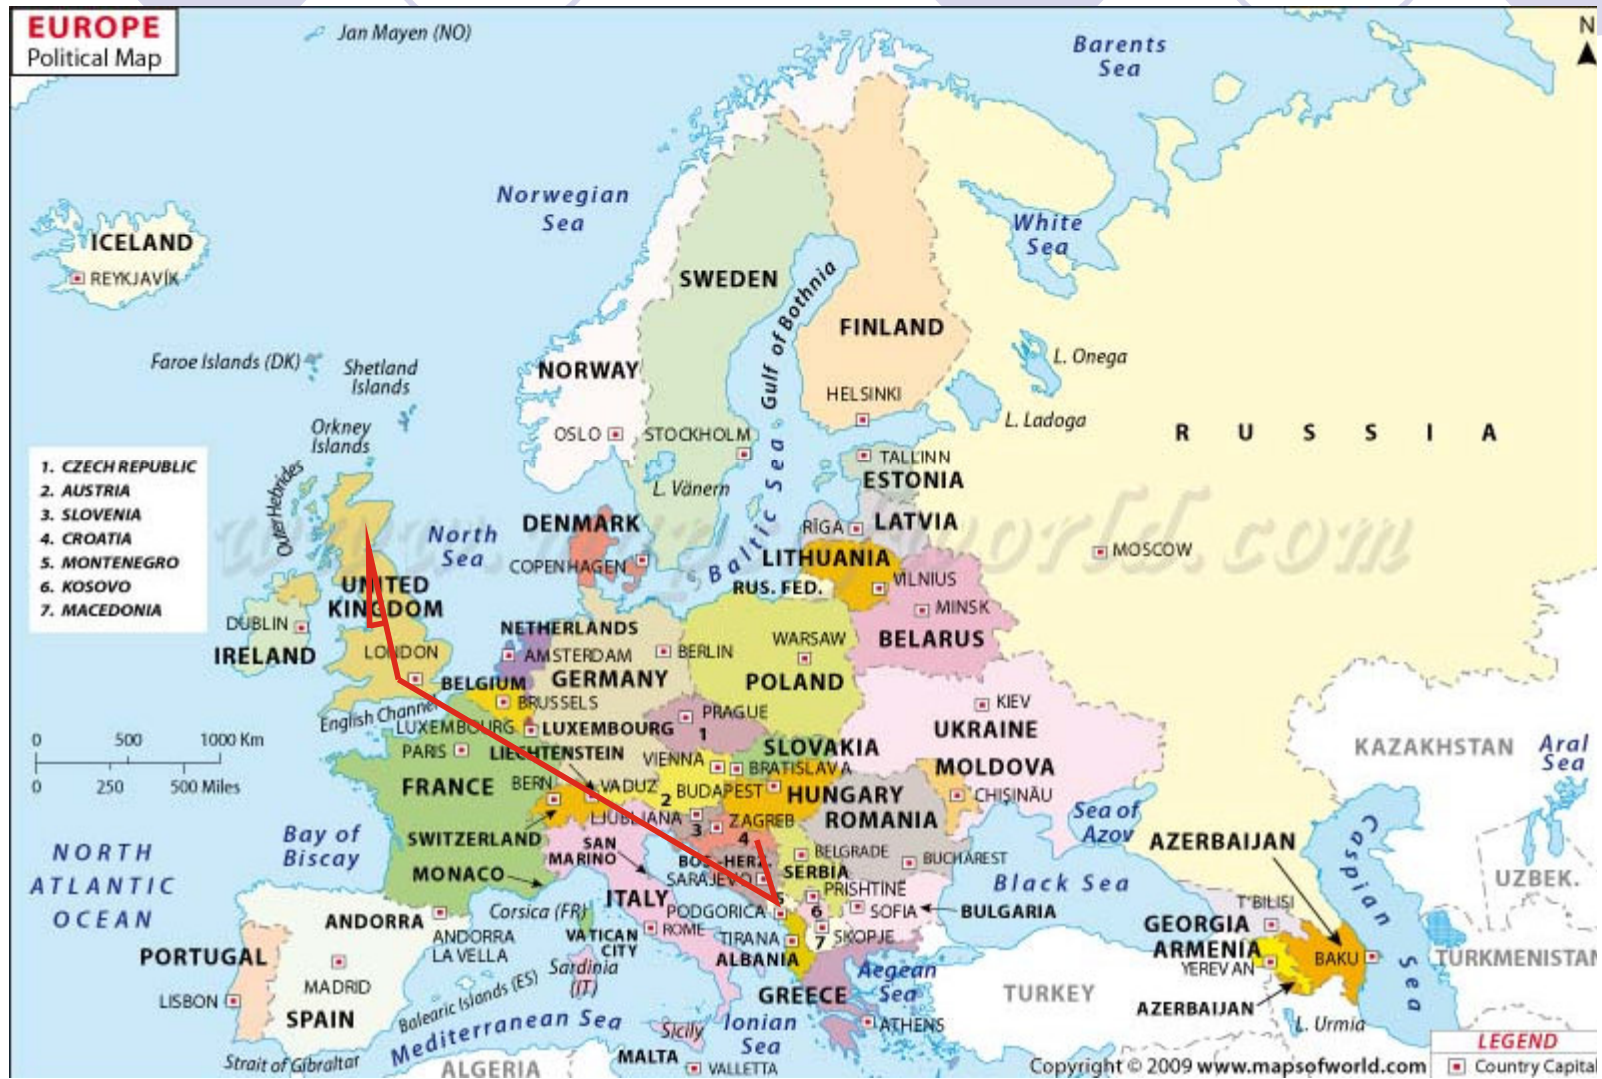 EUROPE
Political Map
Jan Mayen (NO)
Barents
Sea
N
Norwegian
Sea
White
Sea
ICELAND
REYKJAVÍK
SWEDEN
FINLAND
Gulf of Bothnia
Faroe Islands (DK)
Shetland
Islands
NORWAY
L. Onega
HELSINKI
L. Ladoga
Orkney
Islands
OSLO
STOCKHOLM
R U S S I A
1. CZECH REPUBLIC
2. AUSTRIA
3. SLOVENIA
4. CROATIA
5. MONTENEGRO
6. KOSOVO
7. MACEDONIA
Outer Hebrides
L. Vänern
Baltic Sea
TALLINN
ESTONIA
North
Sea
DENMARK
COPENHAGEN
RĪGA
LATVIA
LITHUANIA
RUS. FED.
VILNIUS
MINSK
BELARUS
MOSCOW
UNITED
KINGDOM
DUBLIN
IRELAND
LONDON
NETHERLANDS
AMSTERDAM
BERLIN
GERMANY
WARSAW
POLAND
BELGIUM
BRUSSELS
English Channel
LUXEMBOURG
LUXEMBOURG
PRAGUE
1
KIEV
UKRAINE
0 500 1000 Km
0 250 500 Miles
PARIS
LIECHTENSTEIN
VIENNA
SLOVAKIA
BRATISLAVA
MOLDOVA
CHIȘINĂU
KAZAKHSTAN
Aral
Sea
FRANCE
BERN
VADUZ
2
BUDAPEST
HUNGARY
ROMANIA
Sea of
Azov
LJUBLJANA
3
ZAGREB
4
SWITZERLAND
Bay of
Biscay
SAN
MARINO
BOS.-HERZ.
SARAJEVO
BELGRADE
SERBIA
BUCHAREST
AZERBAIJAN
Caspian Sea
NORTH
ATLANTIC
OCEAN
MONACO
ITALY
PRISHTINË
Black Sea
UZBEK.
ANDORRA
Corsica (FR)
PODGORICA
6
SOFIA
BULGARIA
T'BILISI
GEORGIA
ANDORRA
LA VELLA
VATICAN
CITY
ROME
TIRANA
7
SKOPJE
ALBANIA
ARMENIA
YEREVAN
BAKU
TURKMENISTAN
PORTUGAL
MADRID
LISBON
SPAIN
Balearic Islands (ES)
Sardinia
(IT)
Aegean
Sea
GREECE
TURKEY
AZERBAIJAN
L. Urmia
Mediterranean Sea
Sicily
Ionian
Sea
ATHENS
Strait of Gibraltar
ALGERIA
MALTA
VALLETTA
LEGEND
Country Capital
Copyright © 2009 www.mapsofworld.com